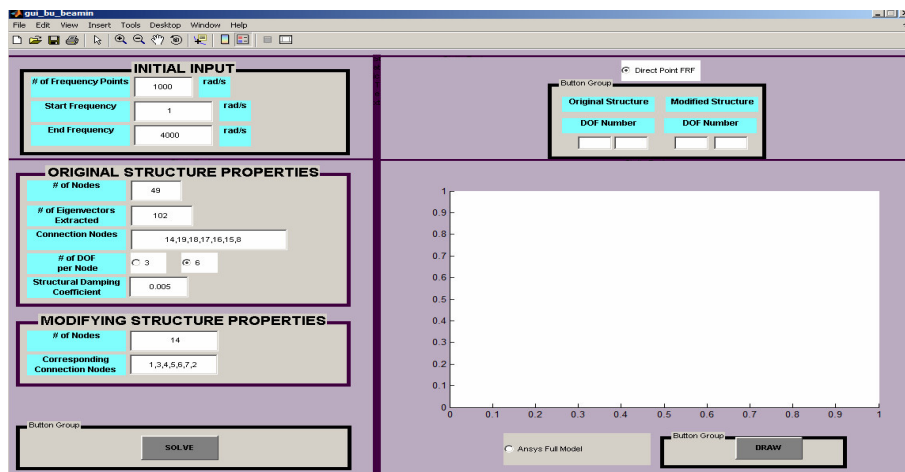 gui_bu_beamin
File Edit View Insert Tools Desktop Window Help
INITIAL INPUT
# of Frequency Points 1000 rad/s
Start Frequency 1 rad/s
End Frequency 4000 rad/s
ORIGINAL STRUCTURE PROPERTIES
# of Nodes 49
# of Eigenvectors
Extracted
102
Connection Nodes 14,19,18,17,16,15,8
# of DOF
per Node
3 6
Structural Damping
Coefficient
0.005
MODIFYING STRUCTURE PROPERTIES
# of Nodes 14
Corresponding
Connection Nodes
1,3,4,5,6,7,2
Button Group
SOLVE
Direct Point FRF
Button Group
Original Structure Modified Structure
DOF Number DOF Number
1
0.9
0.8
0.7
0.6
0.5
0.4
0.3
0.2
0.1
0
0 0.1 0.2 0.3 0.4 0.5 0.6 0.7 0.8 0.9 1
Ansys Full Model
Button Group
DRAW